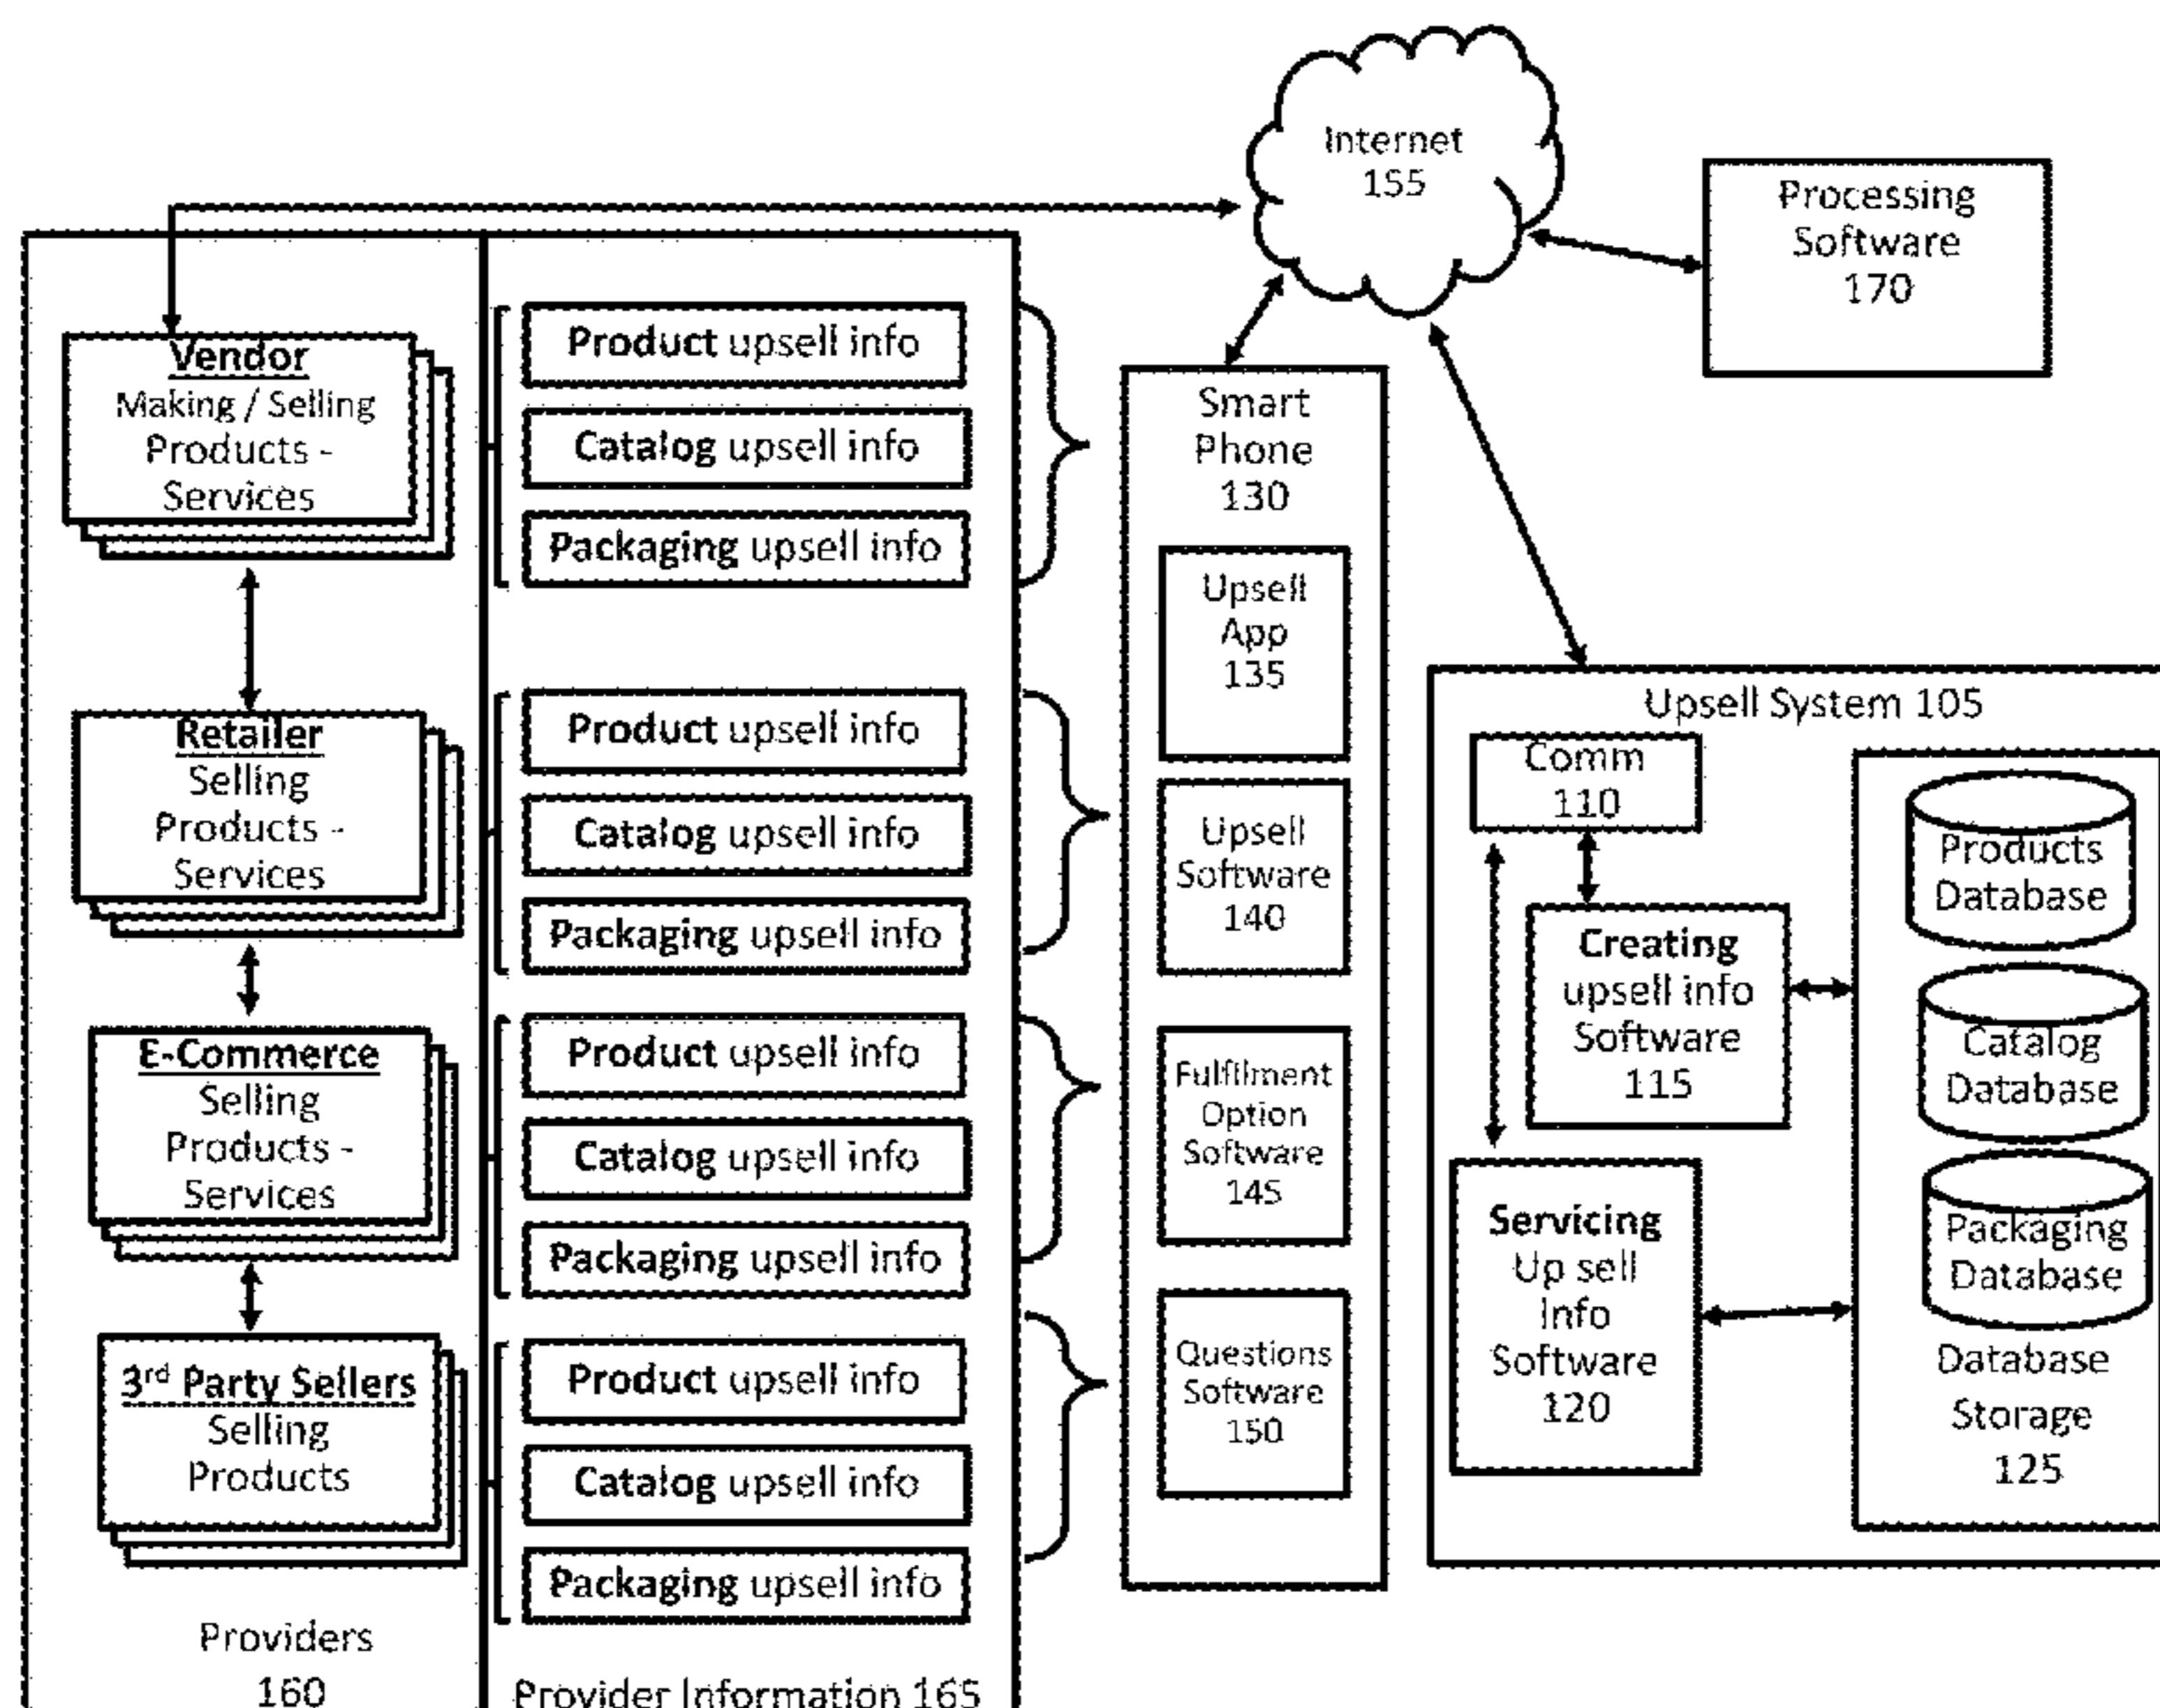 Internet
155
Processing
Software
170
Vendor
Making / Selling
Products -
Services
Retailer
Selling
Products -
Services
E-Commerce
Selling
Products -
Services
3rd Party Sellers
Selling
Products
Providers
160
Product upsell info
Catalog upsell info
Packaging upsell info
Product upsell info
Catalog upsell info
Packaging upsell info
Product upsell info
Catalog upsell info
Packaging upsell info
Product upsell info
Catalog upsell info
Packaging upsell info
Provider Information 165
Smart
Phone
130
Upsell
App
135
Upsell
Software
140
Fulfilment
Option
Software
145
Questions
Software
150
Upsell System 105
Comm
110
Creating
upsell info
Software
115
Servicing
Up sell
Info
Software
120
Products
Database
Catalog
Database
Packaging
Database
Database
Storage
125